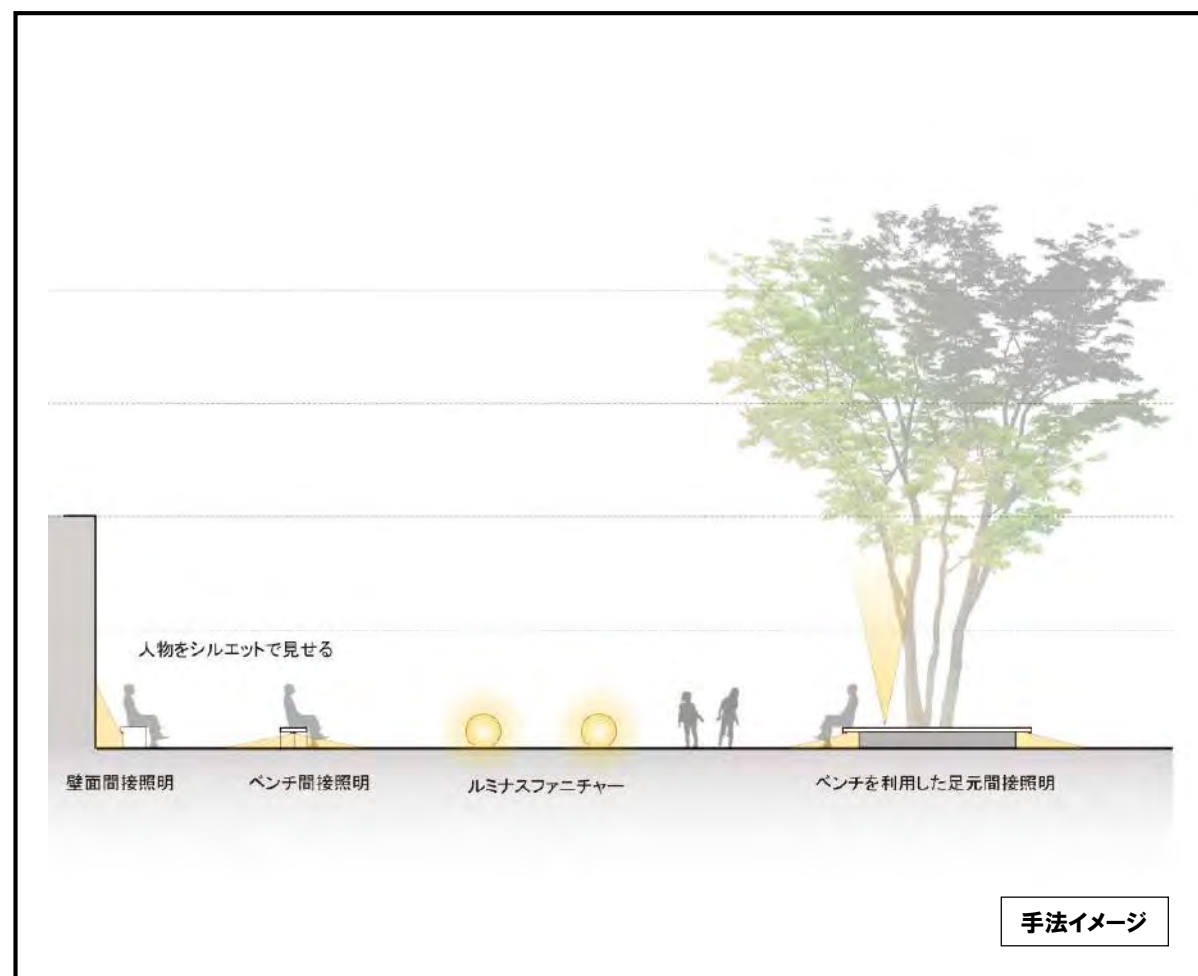 人物をシルエットで見せる
壁面間接照明
ベンチ間接照明
ルミナスファニチャー
ベンチを利用した足元間接照明
手法イメージ